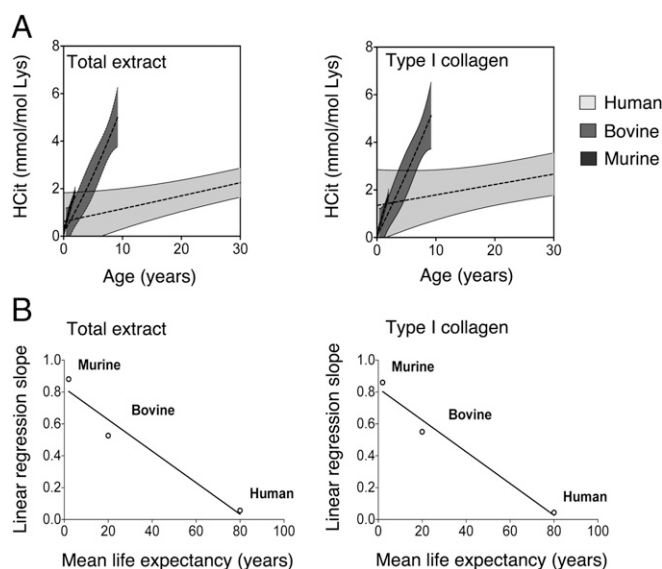 A
Total extract
HCit (mmol/mol Lys)
8
6
4
2
0
0 10 20 30
Age (years)
Type I collagen
HCit (mmol/mol Lys)
8
6
4
2
0
0 10 20 30
Age (years)
Human
Bovine
Murine
B
Total extract
Linear regression slope
1.0
0.8
0.6
0.4
0.2
0.0
Murine
Bovine
Human
0 20 40 60 80 100
Mean life expectancy (years)
Type I collagen
Linear regression slope
1.0
0.8
0.6
0.4
0.2
0.0
Murine
Bovine
Human
0 20 40 60 80 100
Mean life expectancy (years)